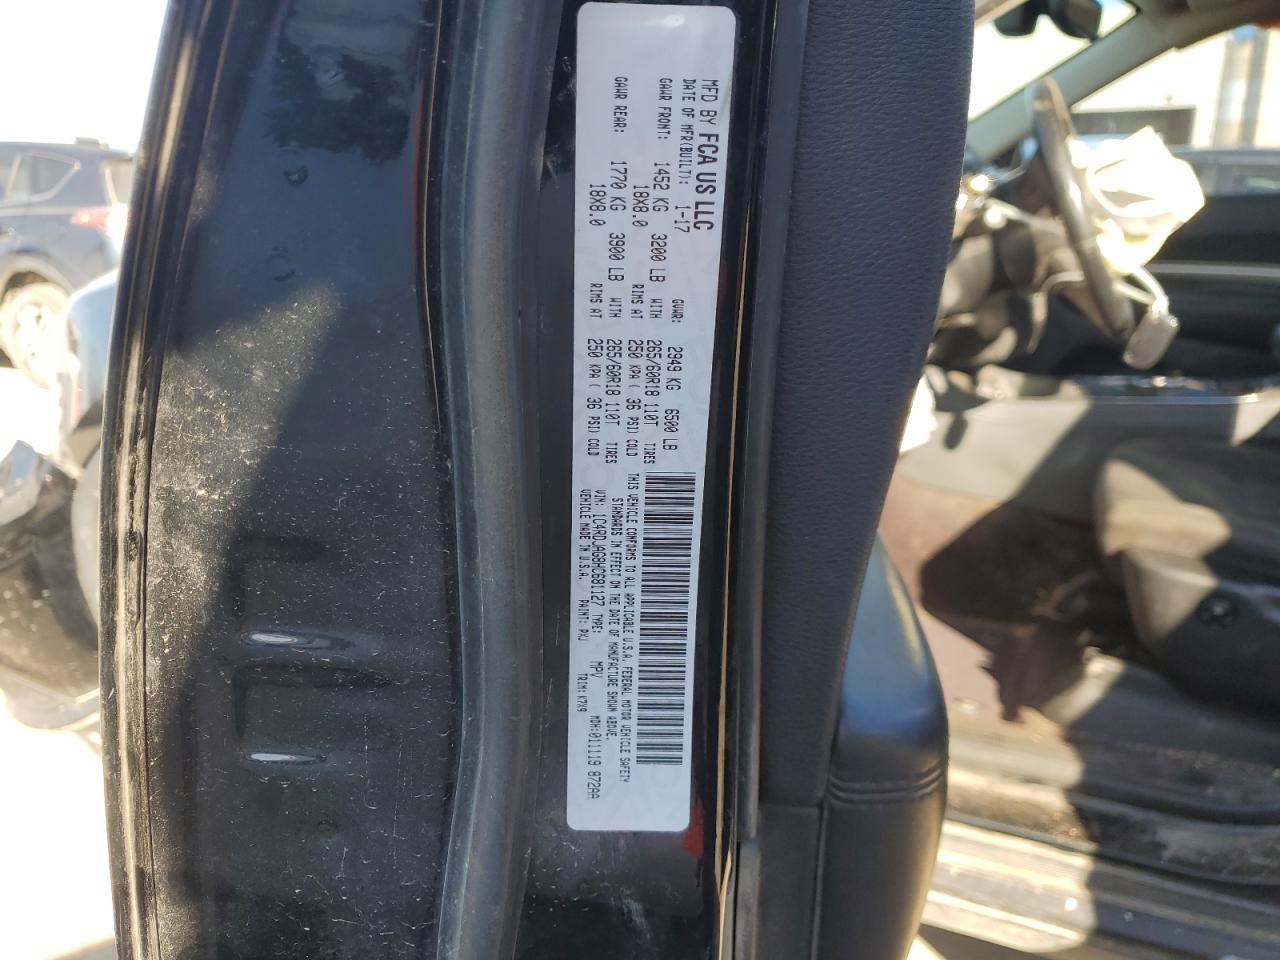 MFD BY FCA US LLC
DATE OF MFR(BUILT): 1-17 GVWR: 2949 KG 6500 LB
GAWR FRONT: 1452 KG 3200 LB WITH 265/60R18 110T TIRES
18X8.0 RIMS AT 250 KPA ( 36 PSI) COLD
GAWR REAR: 1770 KG 3900 LB WITH 265/60R18 110T TIRES
18X8.0 RIMS AT 250 KPA ( 36 PSI) COLD
THIS VEHICLE CONFORMS TO ALL APPLICABLE U.S.A. FEDERAL MOTOR VEHICLE SAFETY
STANDARDS IN EFFECT ON THE DATE OF MANUFACTURE SHOWN ABOVE.
VIN: TYPE: MPV MDH:011119 872AA
VEHICLE MADE IN U.S.A. PAINT: PXJ TRIM: K7X9